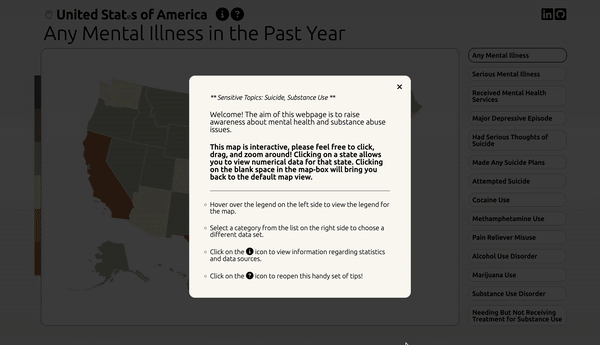 United States of America
Any Mental Illness in the Past Year
** Sensitive Topics: Suicide, Substance Use **
Welcome! The aim of this webpage is to raise
awareness about mental health and substance abuse
issues.
This map is interactive, please feel free to click,
drag, and zoom around! Clicking on a state allows
you to view numerical data for that state. Clicking
on the blank space in the map-box will bring you
back to the default map view.
Hover over the legend on the left side to view the legend for
the map.
Select a category from the list on the right side to choose a
different data set.
Click on the i icon to view information regarding statistics
and data sources.
Click on the ? icon to reopen this handy set of tips!
Any Mental Illness
Serious Mental Illness
Received Mental Health
Services
Major Depressive Episode
Had Serious Thoughts of
Suicide
Made Any Suicide Plans
Attempted Suicide
Cocaine Use
Methamphetamine Use
Pain Reliever Misuse
Alcohol Use Disorder
Marijuana Use
Substance Use Disorder
Needing But Not Receiving
Treatment for Substance Use